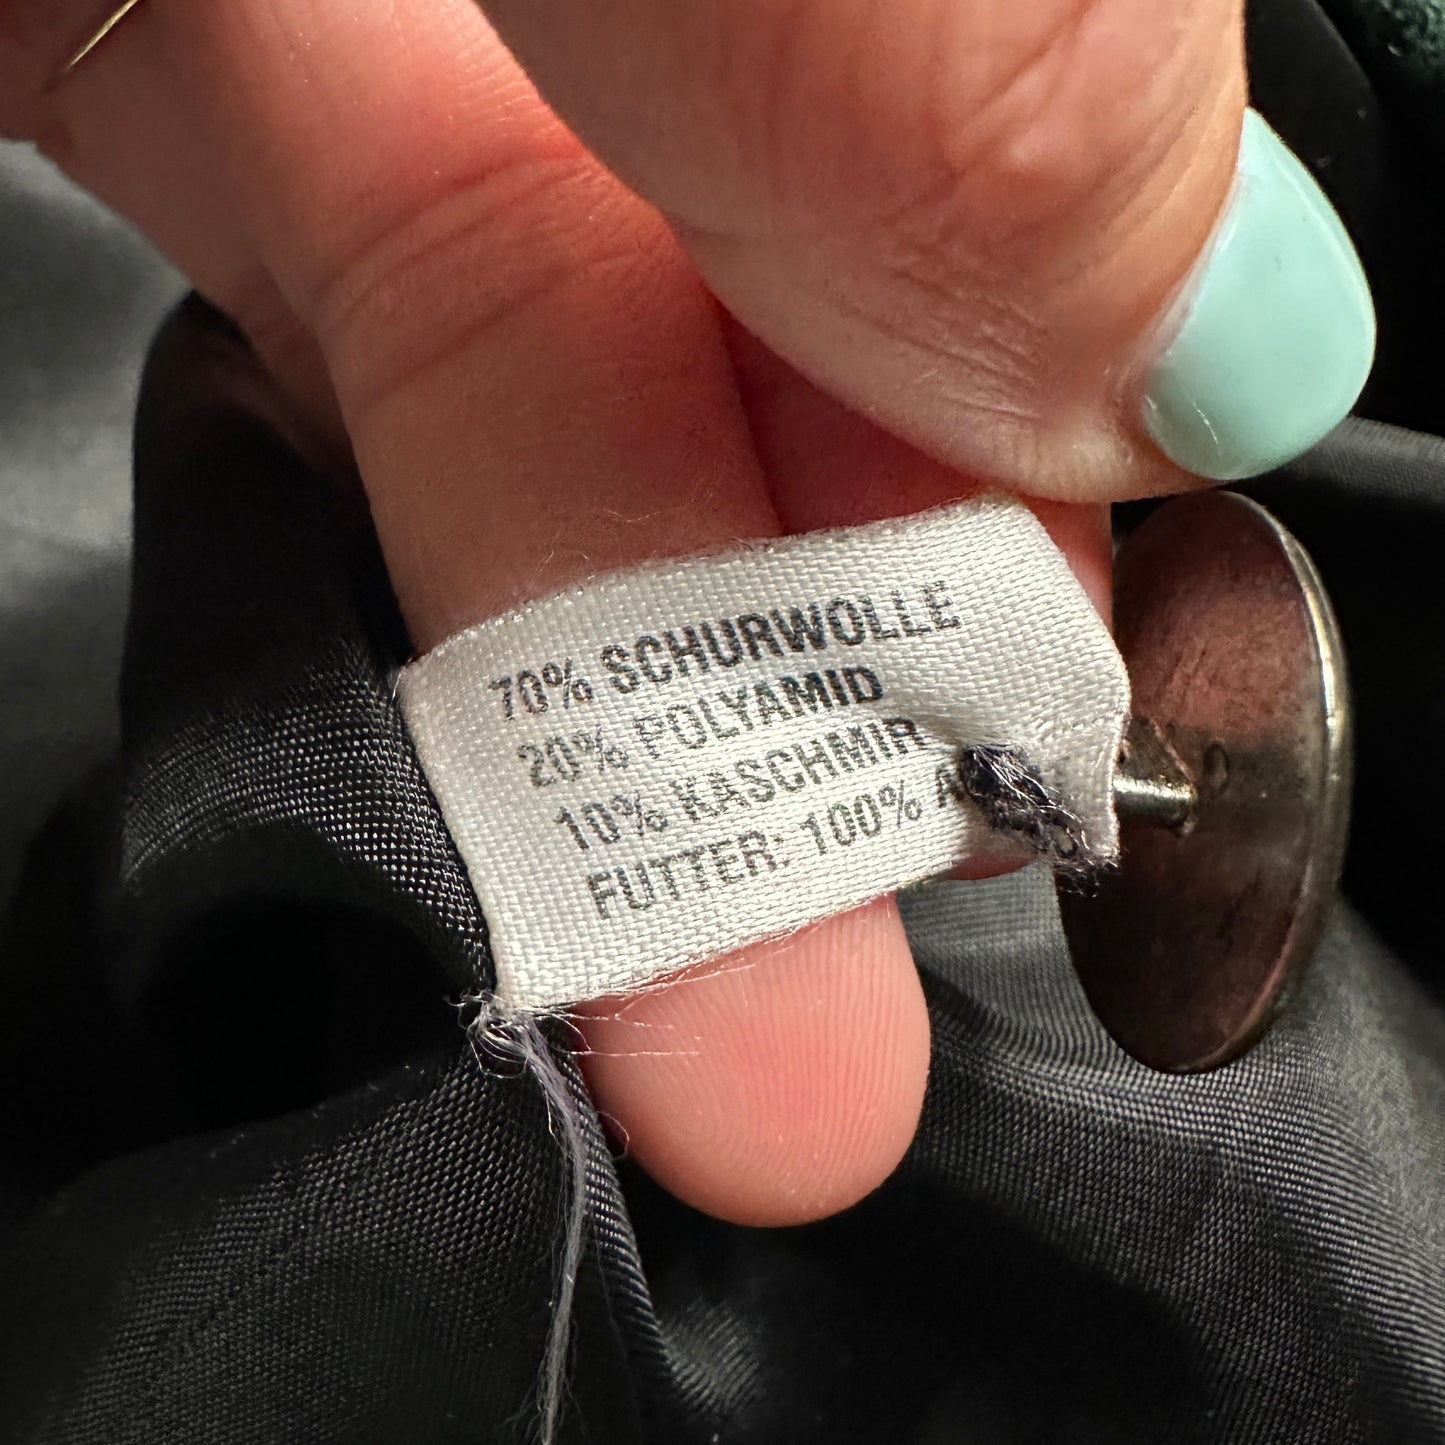 70% SCHURWOLLE
20% POLYAMID
10% KASCHMIR
FUTTER: 100%